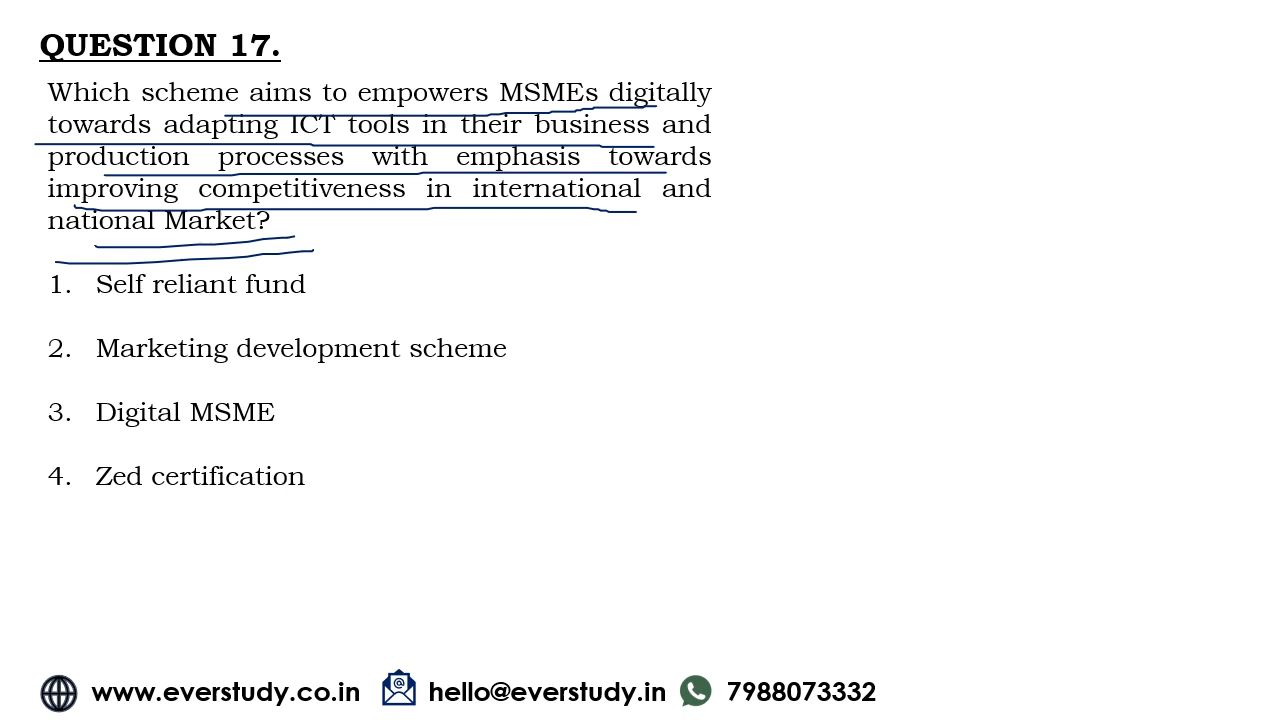 QUESTION 17.
Which scheme aims to empowers MSMEs digitally
towards adapting ICT tools in their business and
production processes with emphasis towards
improving competitiveness in international and
national Market?
1. Self reliant fund
2. Marketing development scheme
3. Digital MSME
4. Zed certification
www.everstudy.co.in hello@everstudy.in 7988073332